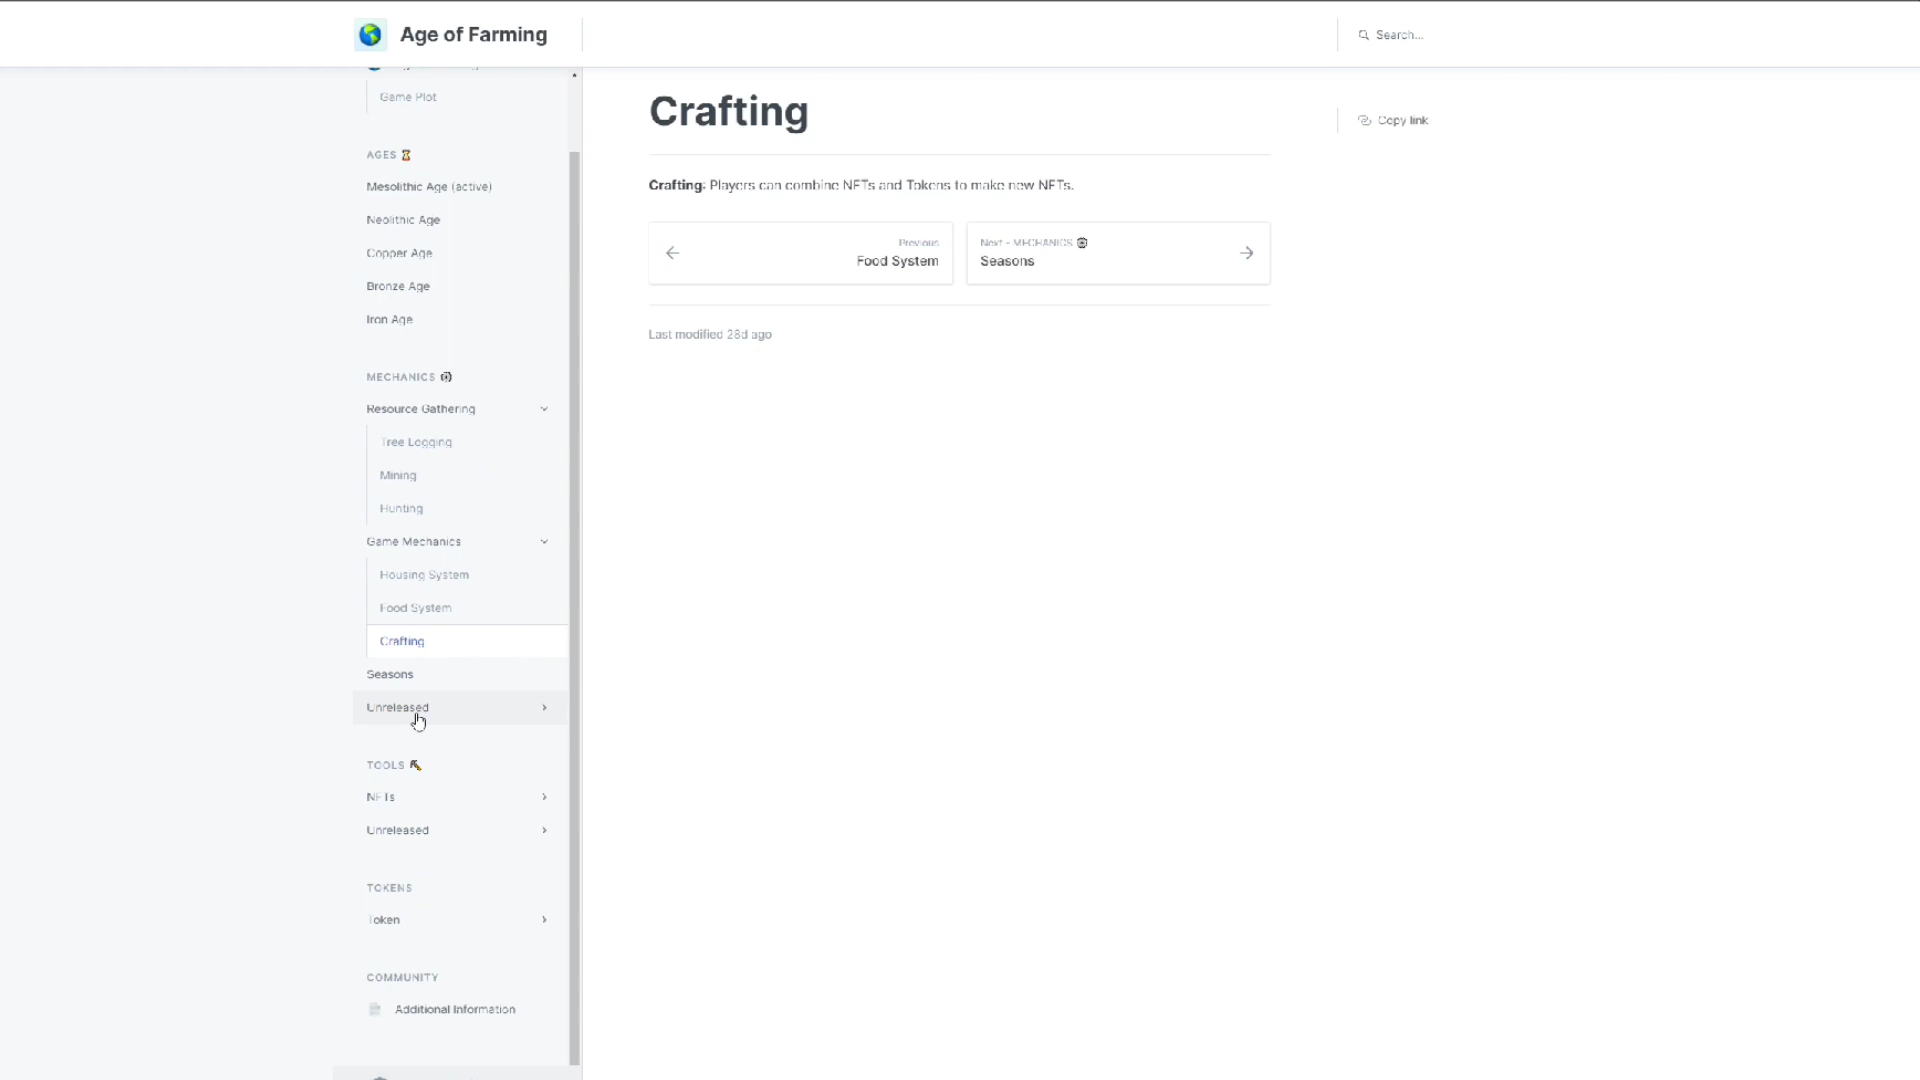 Age of Farming
Search...
Game Plot
AGES
Mesolithic Age (active)
Neolithic Age
Copper Age
Bronze Age
Iron Age
MECHANICS
Resource Gathering
Tree Logging
Mining
Hunting
Game Mechanics
Housing System
Food System
Crafting
Seasons
Unreleased
TOOLS
NFTs
Unreleased
TOKENS
Token
COMMUNITY
Additional Information
Crafting
Copy link
Crafting: Players can combine NFTs and Tokens to make new NFTs.
Previous
Food System
Next - MECHANICS
Seasons
Last modified 28d ago